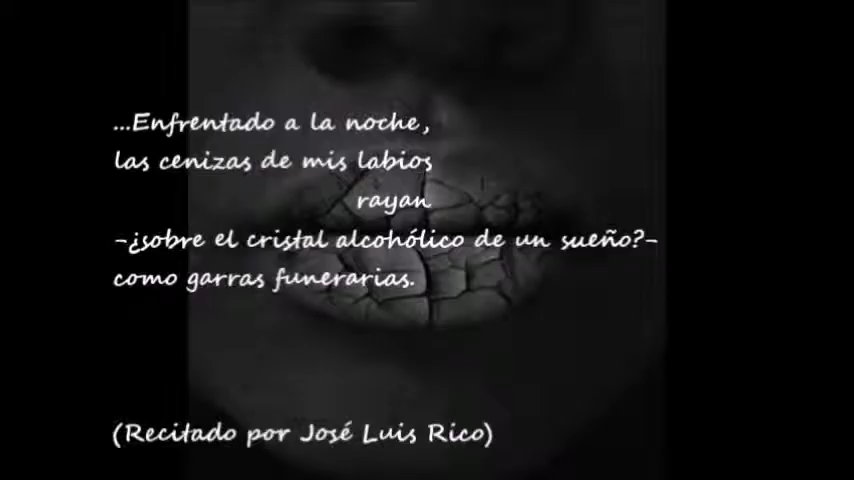 ...Enfrentado a la noche,
las cenizas de mis labios
rayan
-¿sobre el cristal alcohólico de un sueño?-
como garras funerarias.
(Recitado por José Luis Rico)